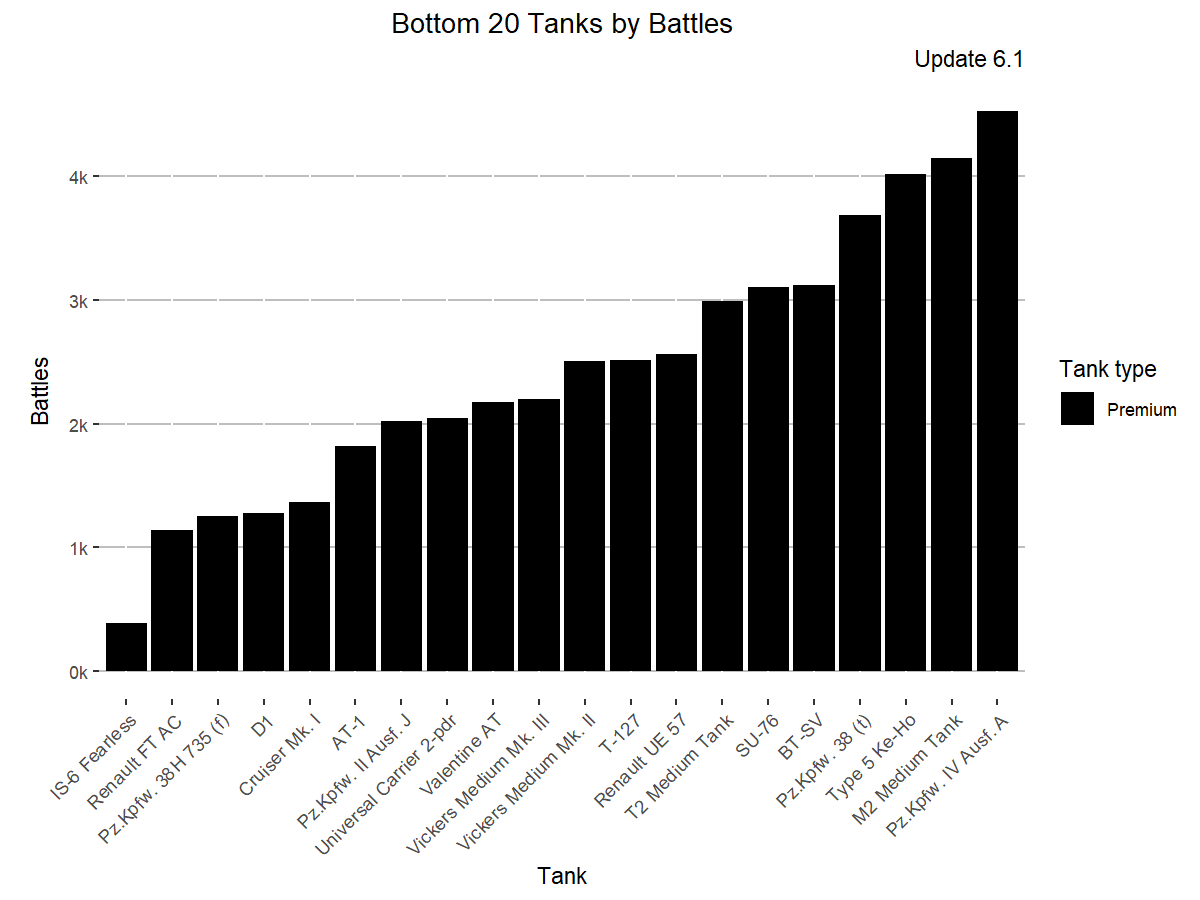 Bottom 20 Tanks by Battles
Update 6.1
4k
3k
2k
1k
0k
Battles
IS-6 Fearless
Renault FT AC
Pz.Kpfw. 38H 735 (f)
D1
Cruiser Mk. I
AT-1
Pz.Kpfw. II Ausf. J
Universal Carrier 2-pdr
Valentine AT
Vickers Medium Mk. III
Vickers Medium Mk. II
T-127
Renault UE 57
T2 Medium Tank
SU-76
BT-SV
Pz.Kpfw. 38 (t)
Type 5 Ke-Ho
M2 Medium Tank
Pz.Kpfw. IV Ausf. A
Tank
Tank type
Premium